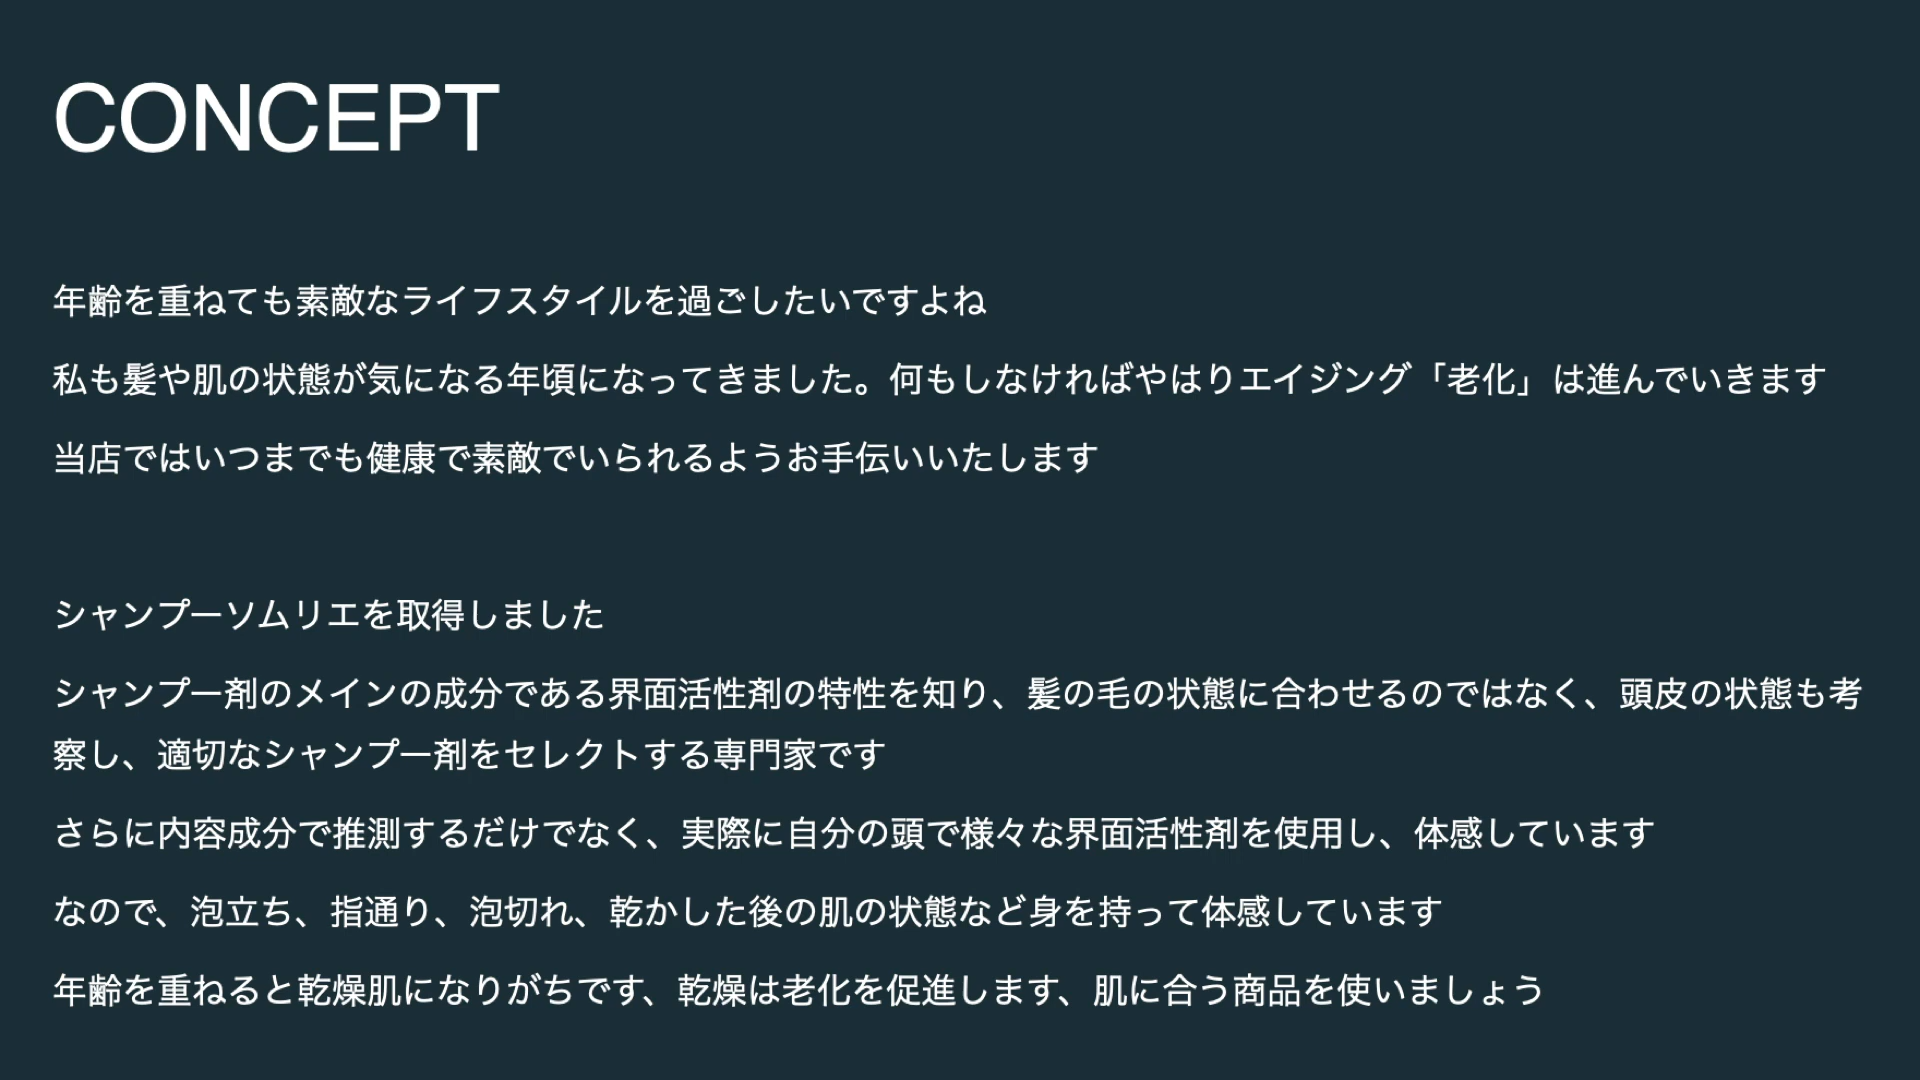 CONCEPT
年齢を重ねても素敵なライフスタイルを過ごしたいですよね
私も髪や肌の状態が気になる年頃になってきました。何もしなければやはりエイジング「老化」は進んでいきます
当店ではいつまでも健康で素敵でいられるようお手伝いいたします
シャンプーソムリエを取得しました
シャンプー剤のメインの成分である界面活性剤の特性を知り、髪の毛の状態に合わせるのではなく、頭皮の状態も考
察し、適切なシャンプー剤をセレクトする専門家です
さらに内容成分で推測するだけでなく、実際に自分の頭で様々な界面活性剤を使用し、体感しています
なので、泡立ち、指通り、泡切れ、乾かした後の肌の状態など身を持って体感しています
年齢を重ねると乾燥肌になりがちです、乾燥は老化を促進します、肌に合う商品を使いましょう